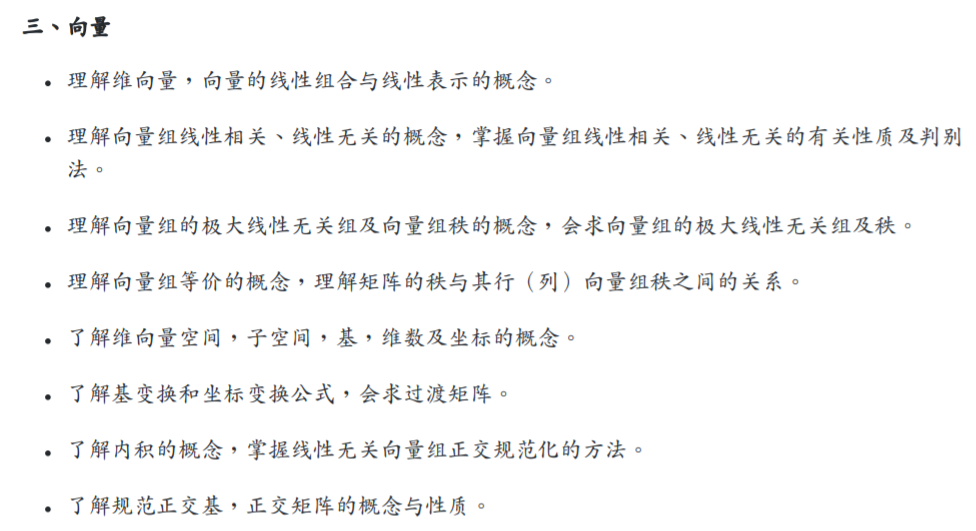 三、向量
• 理解维向量，向量的线性组合与线性表示的概念。
• 理解向量组线性相关、线性无关的概念，掌握向量组线性相关、线性无关的有关性质及判别
法。
• 理解向量组的极大线性无关组及向量组秩的概念，会求向量组的极大线性无关组及秩。
• 理解向量组等价的概念，理解矩阵的秩与其行（列）向量组秩之间的关系。
• 了解维向量空间，子空间，基，维数及坐标的概念。
• 了解基变换和坐标变换公式，会求过渡矩阵。
• 了解内积的概念，掌握线性无关向量组正交规范化的方法。
• 了解规范正交基，正交矩阵的概念与性质。